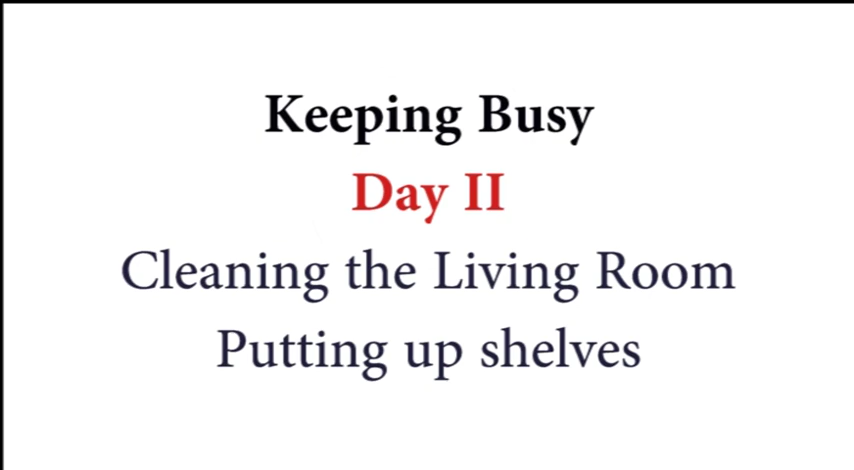 Keeping Busy
Day II
Cleaning the Living Room
Putting up shelves